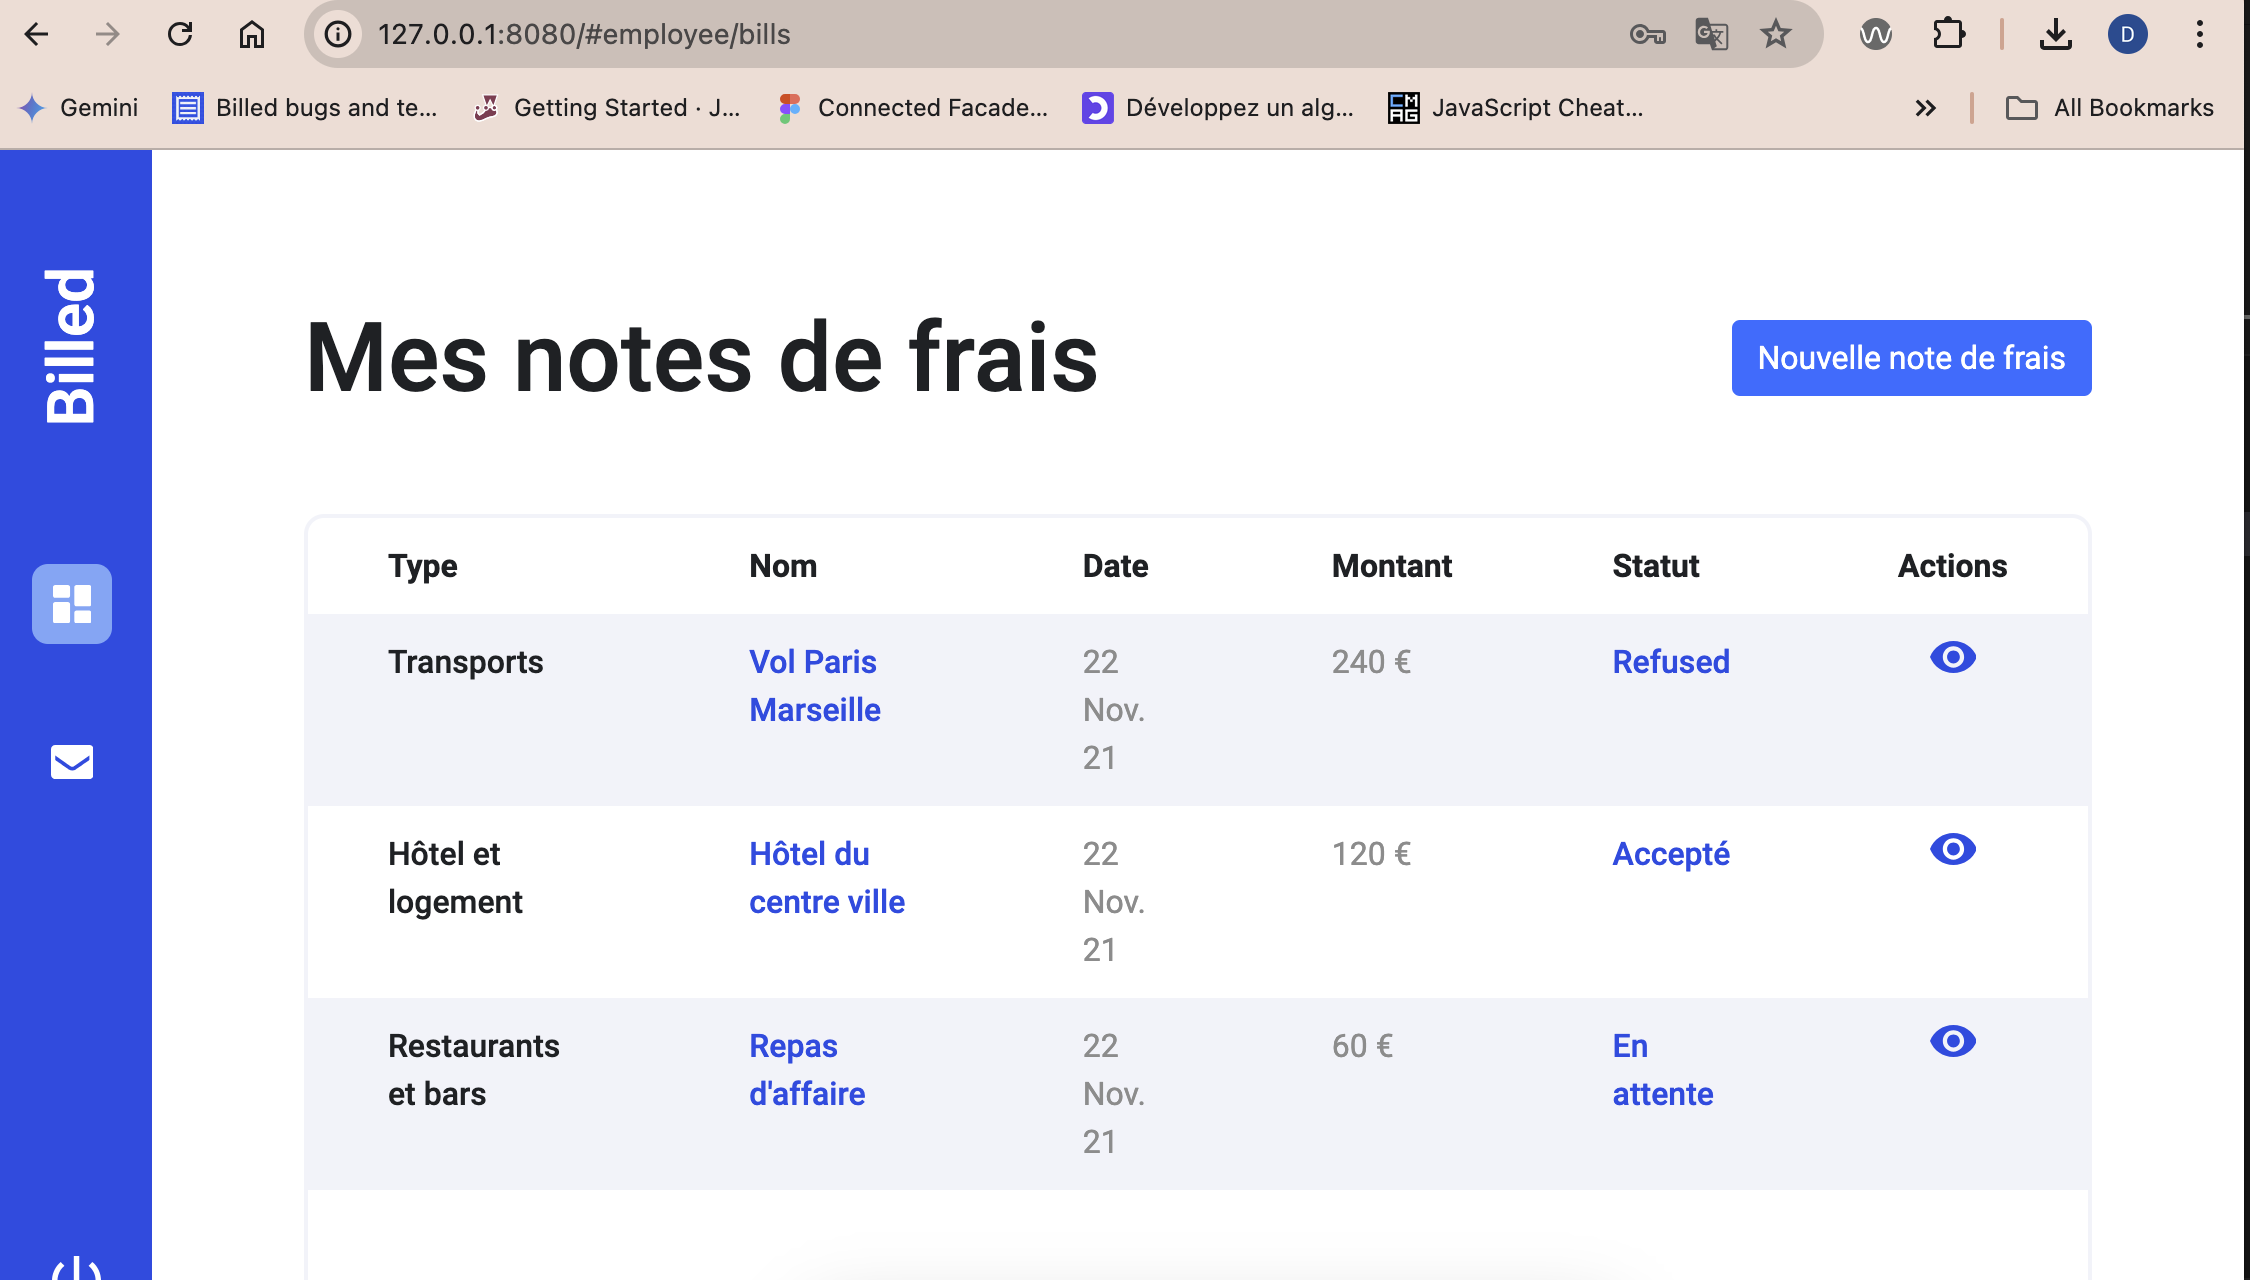 127.0.0.1:8080/#employee/bills
D
Gemini
Billed bugs and te...
Getting Started · J...
Connected Facade...
Développez un alg...
JavaScript Cheat...
All Bookmarks
Billed
Mes notes de frais
Nouvelle note de frais
Type Nom Date Montant Statut Actions
Transports Vol Paris 22 240 € Refused
Marseille Nov.
21
Hôtel et Hôtel du 22 120 € Accepté
logement centre ville Nov.
21
Restaurants Repas 22 60 € En
et bars d'affaire Nov. attente
21